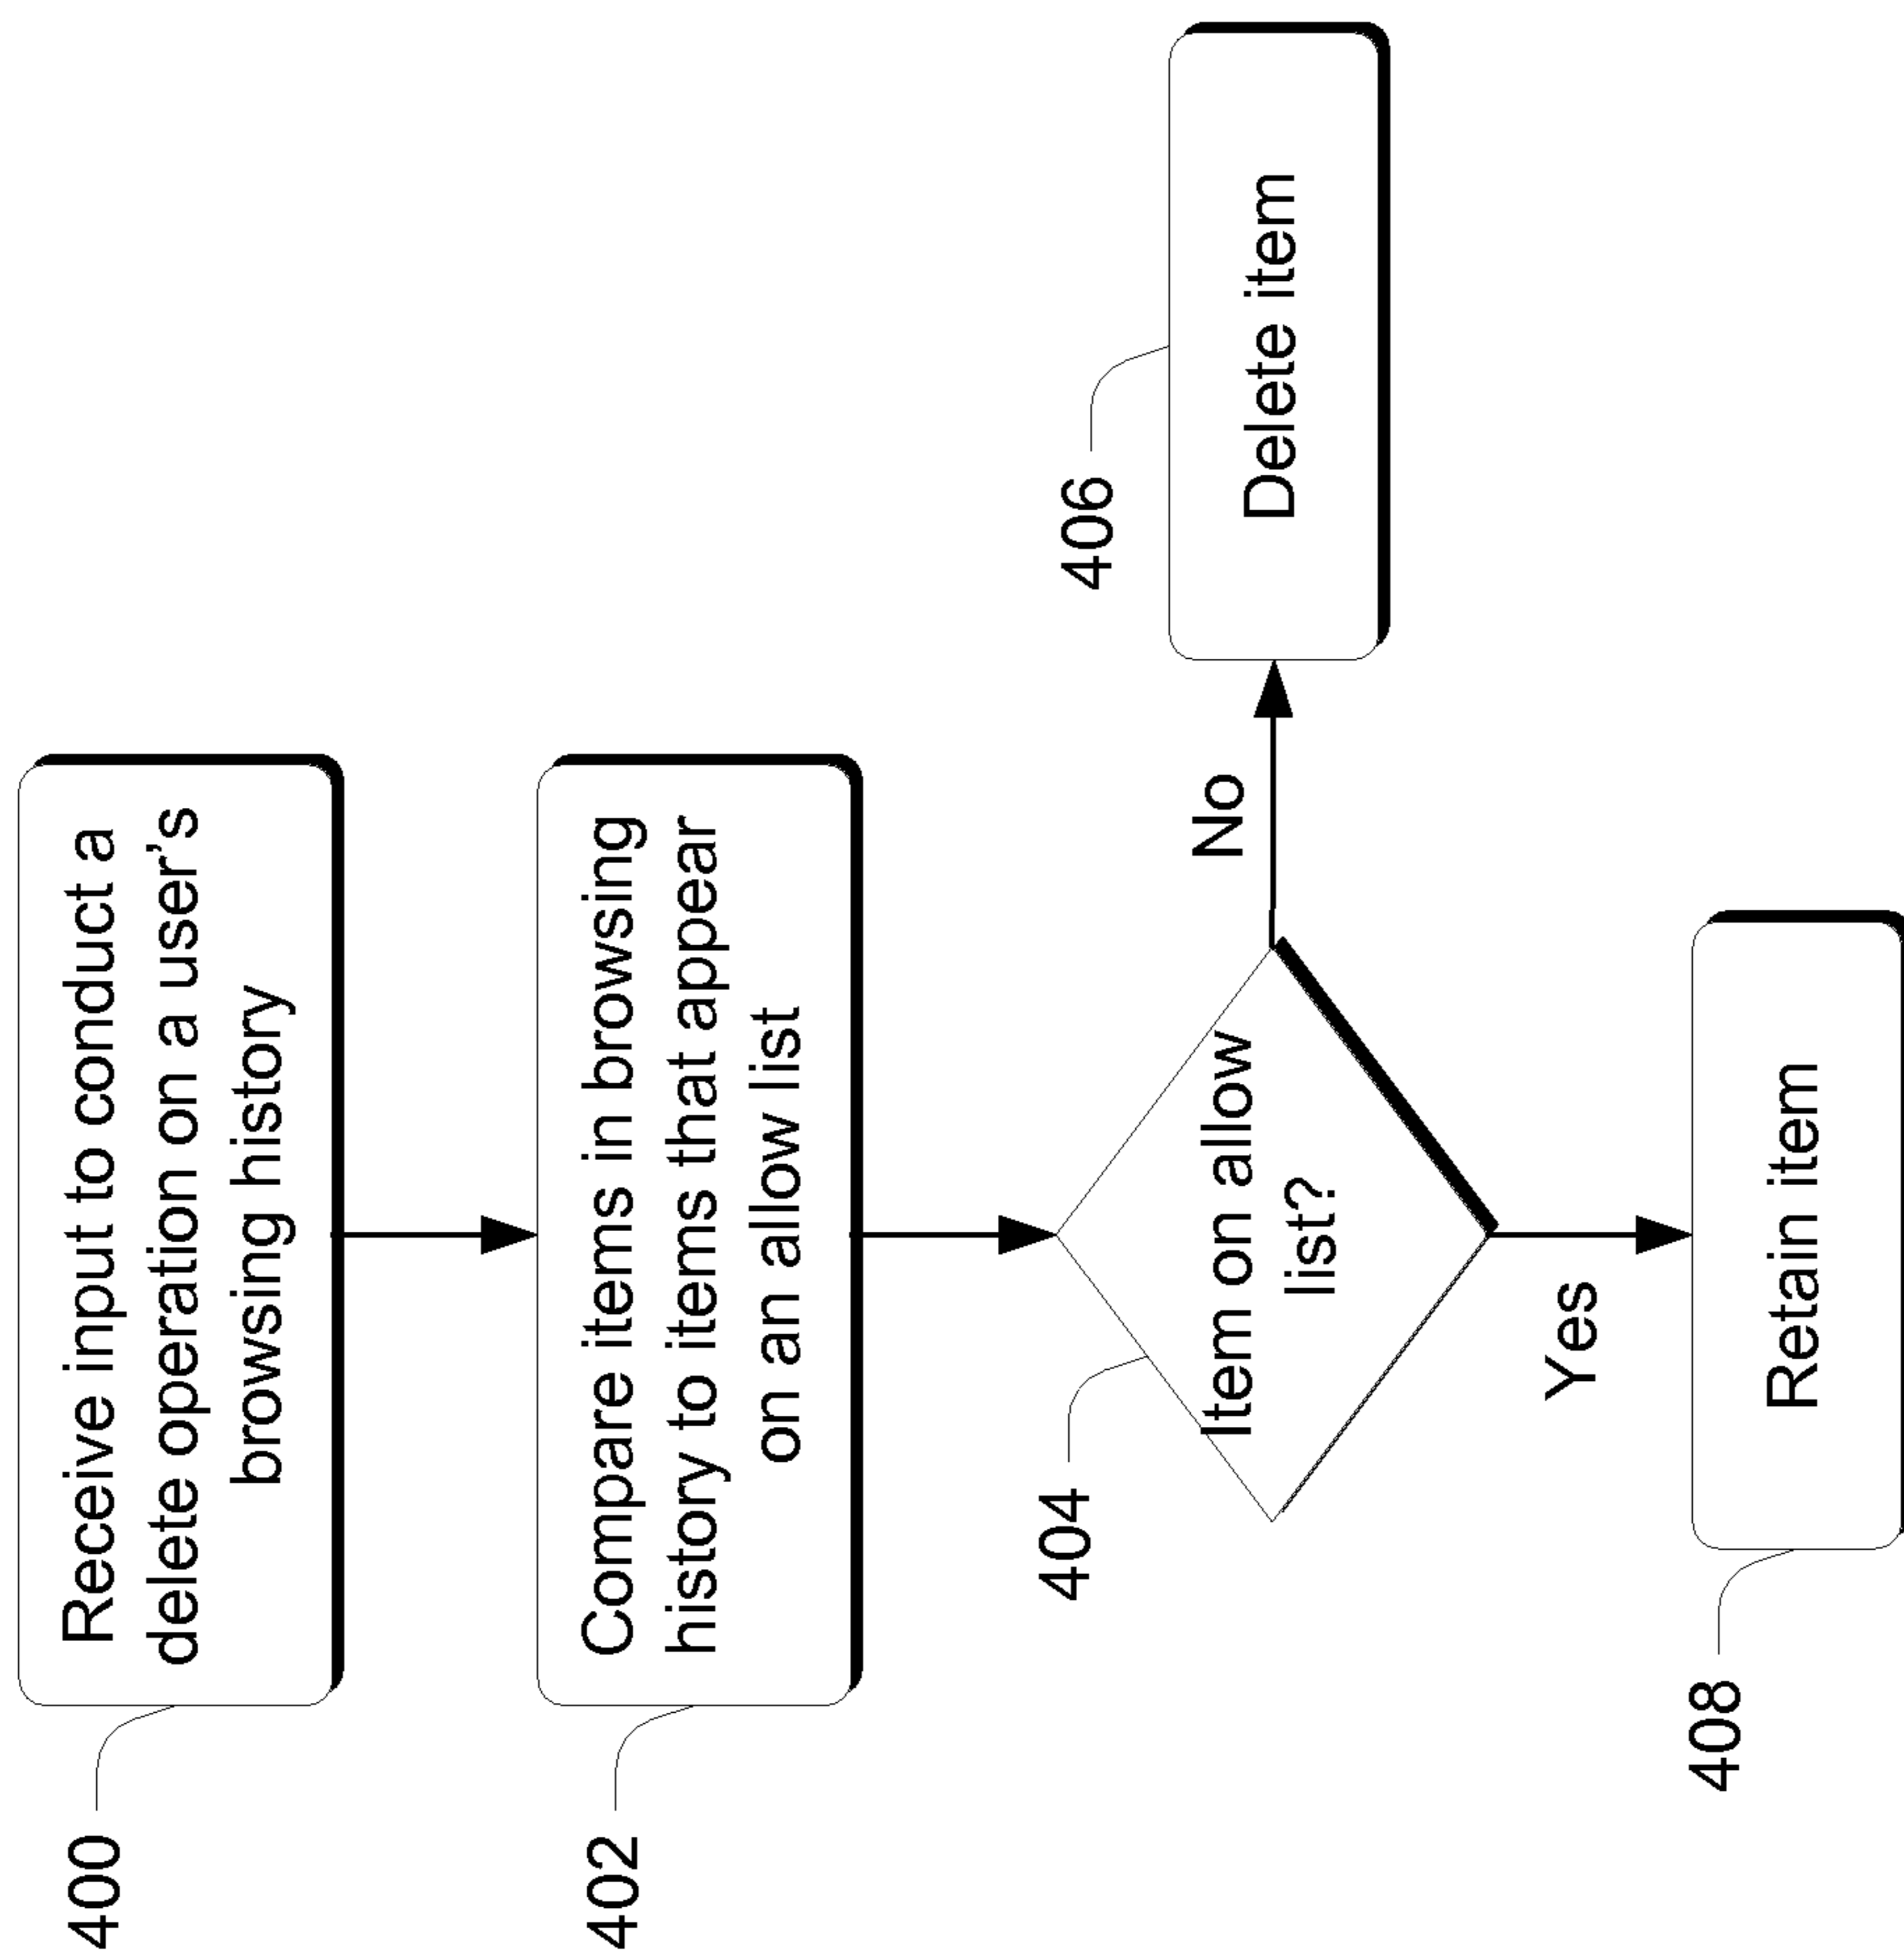 400
Receive input to conduct a
delete operation on a user's
browsing history
402
Compare items in browsing
history to items that appear
on an allow list
404
Item on allow
list?
No
406
Delete item
Yes
408
Retain item